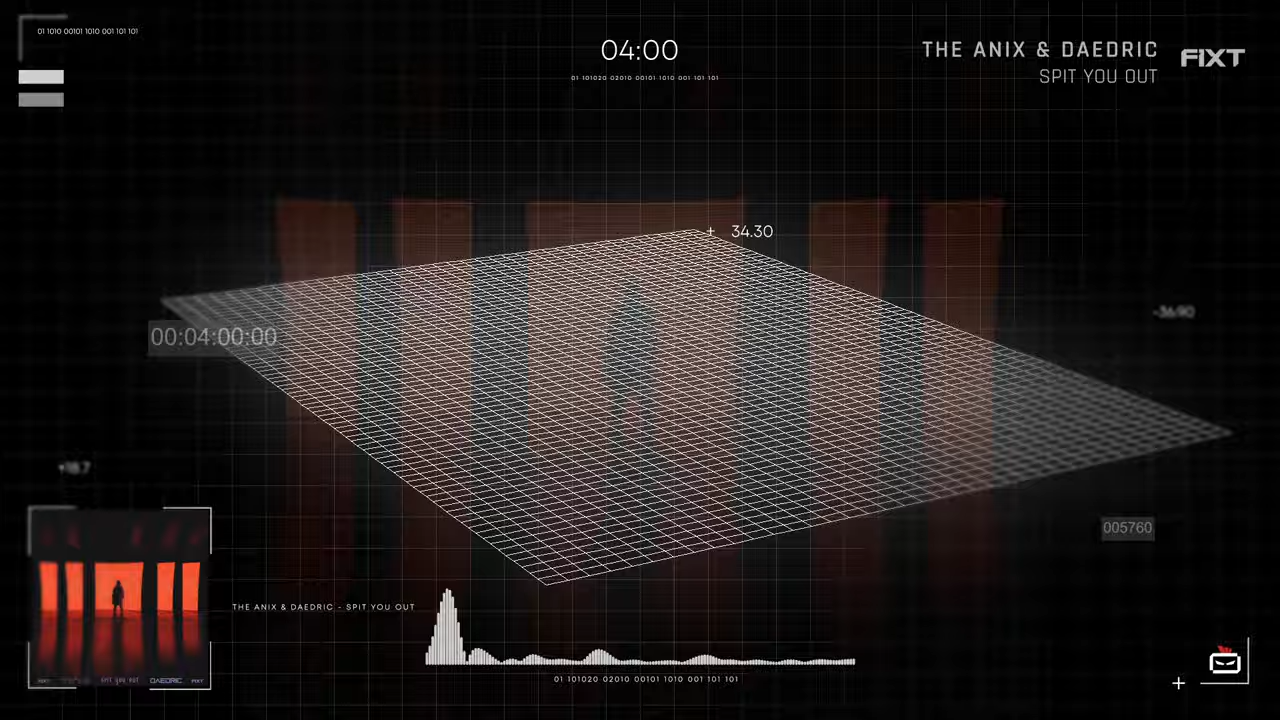 01 1010 00101 1010 001 101 101
04:00
01 101020 02010 00101 1010 001 101 101
THE ANIX & DAEDRIC
SPIT YOU OUT
FIXT
34.30
-36.90
00:04:00:00
005760
THE ANIX & DAEDRIC - SPIT YOU OUT
SPIT YOU OUT
DAEDRIC
FIXT
01 101020 02010 00101 1010 001 101 101